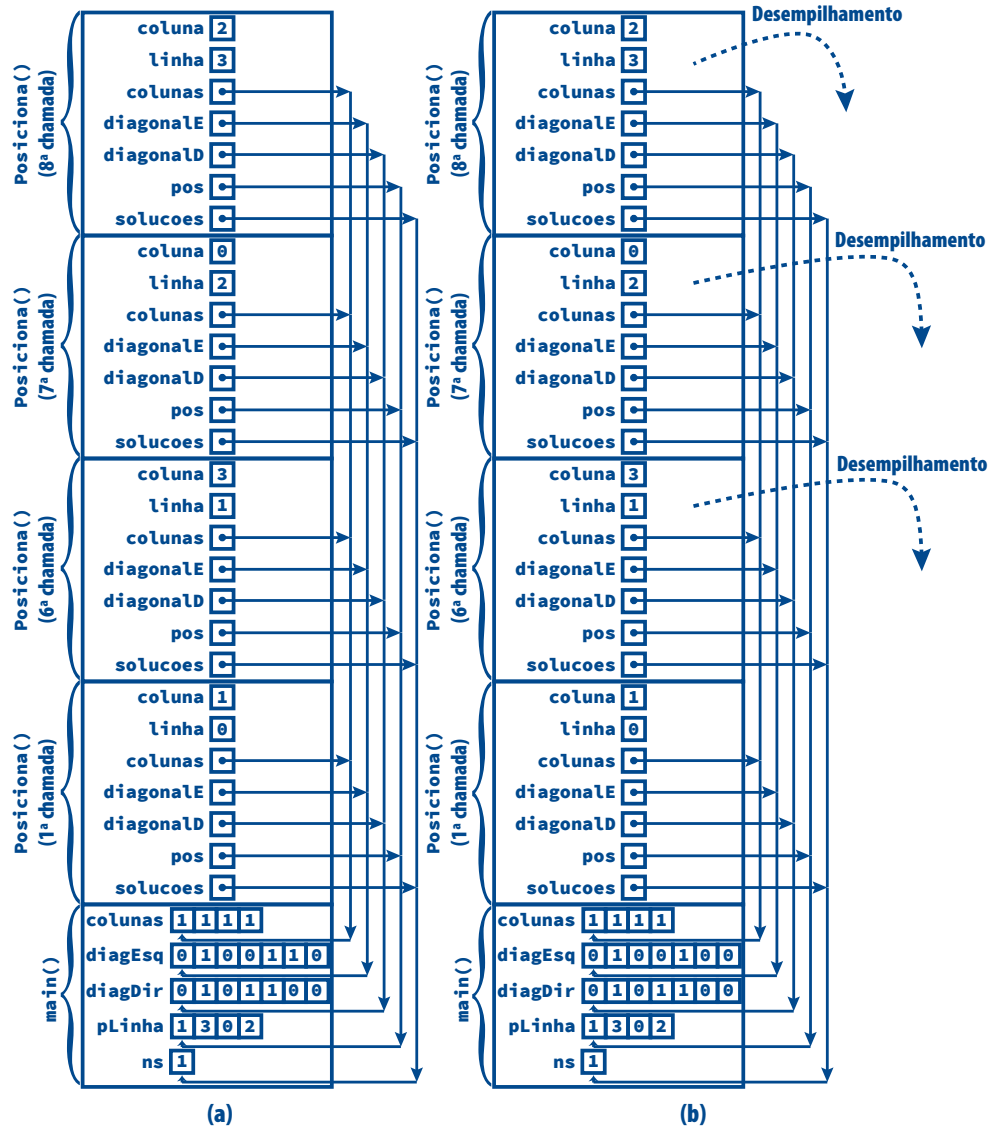 Posiciona()
(8ª chamada)
coluna 2
linha 3
colunas
diagonalE
diagonalD
pos
solucoes
Posiciona()
(7ª chamada)
coluna 0
linha 2
colunas
diagonalE
diagonalD
pos
solucoes
Posiciona()
(6ª chamada)
coluna 3
linha 1
colunas
diagonalE
diagonalD
pos
solucoes
Posiciona()
(1ª chamada)
coluna 1
linha 0
colunas
diagonalE
diagonalD
pos
solucoes
main()
colunas 1 1 1 1
diagEsq 0 1 0 0 1 1 0
diagDir 0 1 0 1 1 0 0
pLinha 1 3 0 2
ns 1
(a)
Posiciona()
(8ª chamada)
coluna 2
linha 3
colunas
diagonalE
diagonalD
pos
solucoes
Desempilhamento
Posiciona()
(7ª chamada)
coluna 0
linha 2
colunas
diagonalE
diagonalD
pos
solucoes
Desempilhamento
Posiciona()
(6ª chamada)
coluna 3
linha 1
colunas
diagonalE
diagonalD
pos
solucoes
Desempilhamento
Posiciona()
(1ª chamada)
coluna 1
linha 0
colunas
diagonalE
diagonalD
pos
solucoes
main()
colunas 1 1 1 1
diagEsq 0 1 0 0 1 0 0
diagDir 0 1 0 1 1 0 0
pLinha 1 3 0 2
ns 1
(b)